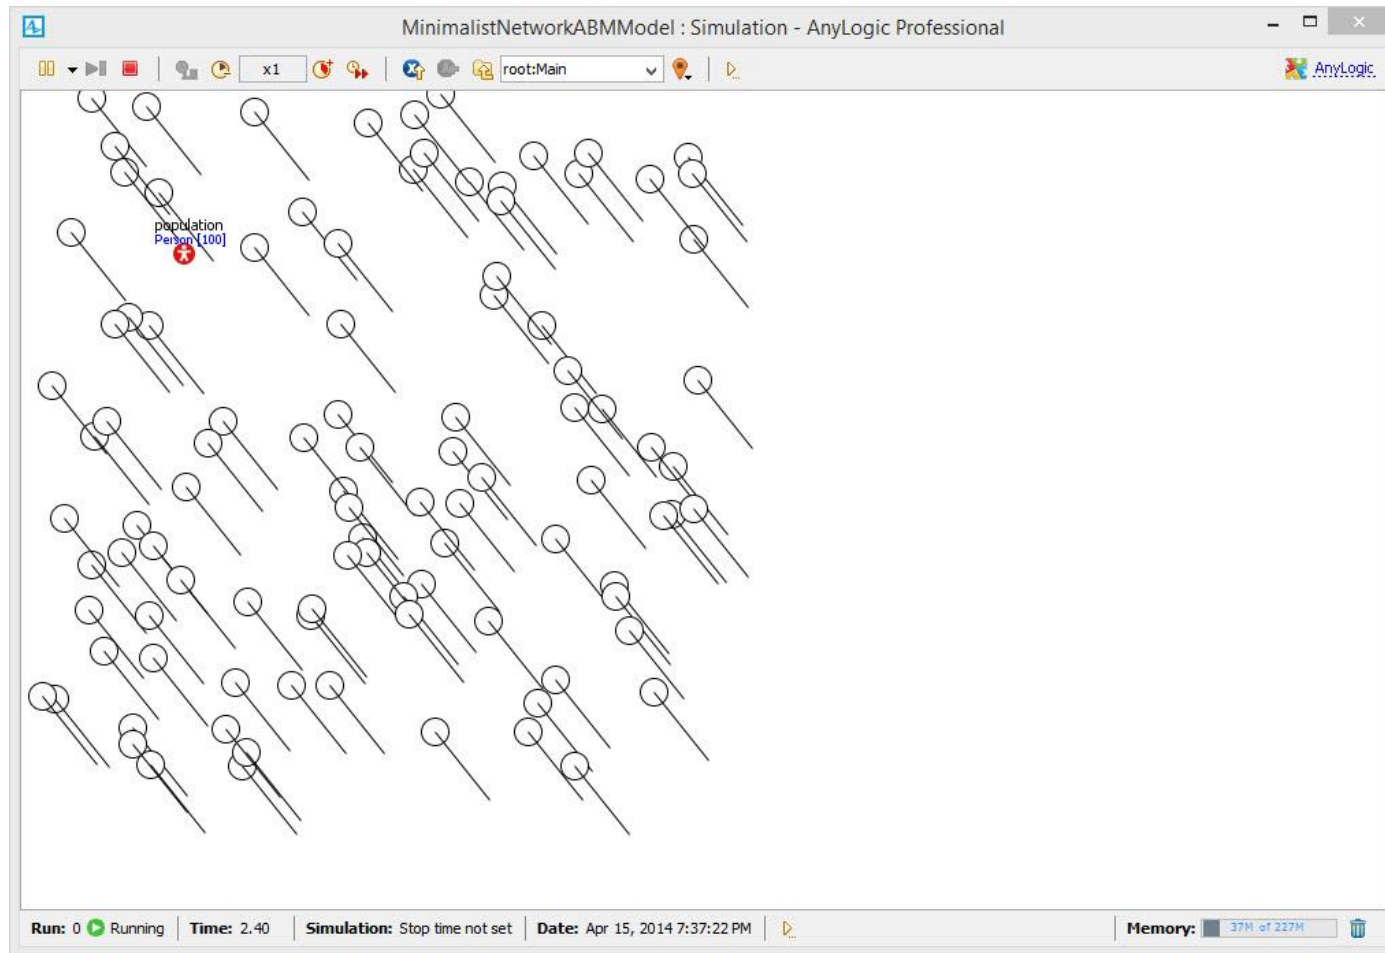 MinimalistNetworkABMModel : Simulation - AnyLogic Professional
x1 root:Main AnyLogic
population
Person [100]
Run: 0 Running Time: 2.40 Simulation: Stop time not set Date: Apr 15, 2014 7:37:22 PM Memory: 37M of 227M